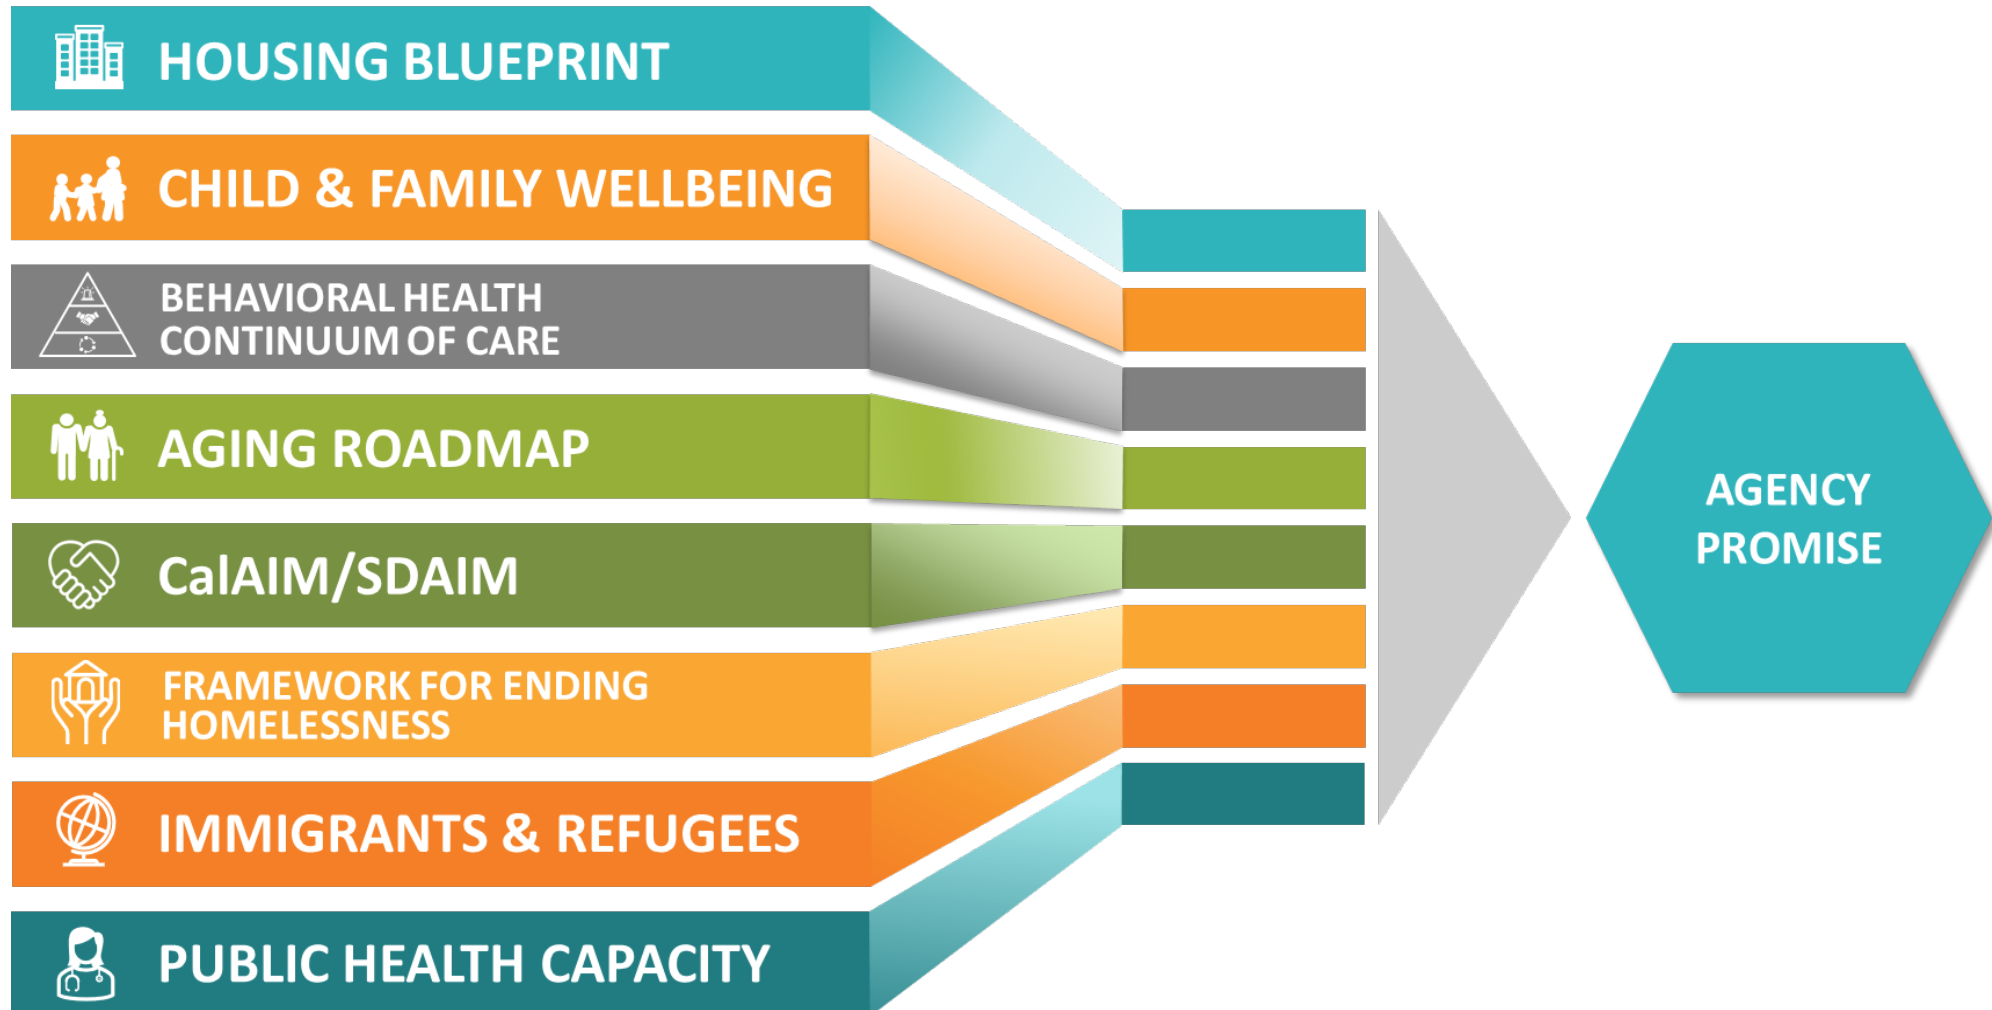 HOUSING BLUEPRINT
CHILD & FAMILY WELLBEING
BEHAVIORAL HEALTH
CONTINUUM OF CARE
AGING ROADMAP
CalAIM/SDAIM
FRAMEWORK FOR ENDING
HOMELESSNESS
IMMIGRANTS & REFUGEES
PUBLIC HEALTH CAPACITY
AGENCY
PROMISE